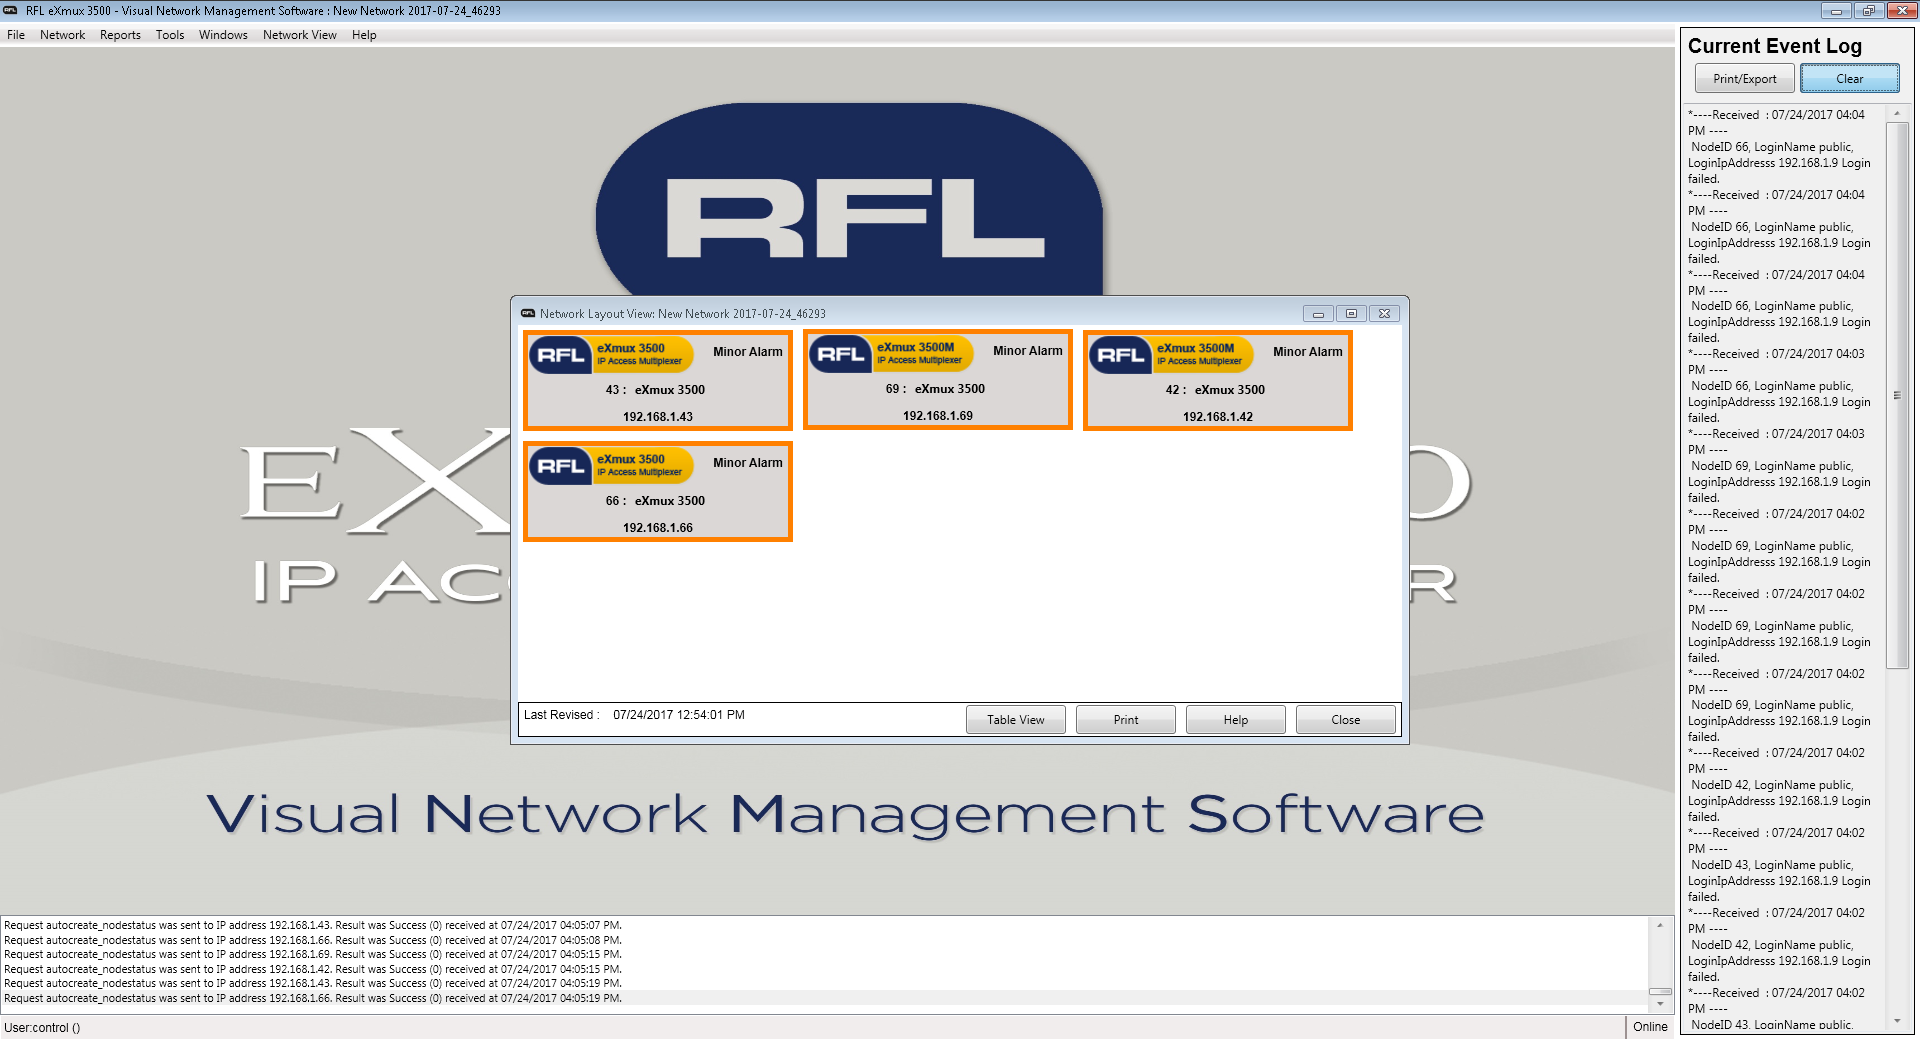 RFL eXmux 3500 - Visual Network Management Software : New Network 2017-07-24_46293
File Network Reports Tools Windows Network View Help
RFL
EX
O
IP ACC
R
Visual Network Management Software
Network Layout View: New Network 2017-07-24_46293
RFL eXmux 3500
IP Access Multiplexer
Minor Alarm
43 : eXmux 3500
192.168.1.43
RFL eXmux 3500M
IP Access Multiplexer
Minor Alarm
69 : eXmux 3500
192.168.1.69
RFL eXmux 3500M
IP Access Multiplexer
Minor Alarm
42 : eXmux 3500
192.168.1.42
RFL eXmux 3500
IP Access Multiplexer
Minor Alarm
66 : eXmux 3500
192.168.1.66
Last Revised : 07/24/2017 12:54:01 PM
Table View Print Help Close
Current Event Log
Print/Export Clear
*----Received : 07/24/2017 04:04
PM ----
NodeID 66, LoginName public,
LoginIpAddresss 192.168.1.9 Login
failed.
*----Received : 07/24/2017 04:04
PM ----
NodeID 66, LoginName public,
LoginIpAddresss 192.168.1.9 Login
failed.
*----Received : 07/24/2017 04:04
PM ----
NodeID 66, LoginName public,
LoginIpAddresss 192.168.1.9 Login
failed.
*----Received : 07/24/2017 04:03
PM ----
NodeID 66, LoginName public,
LoginIpAddresss 192.168.1.9 Login
failed.
*----Received : 07/24/2017 04:03
PM ----
NodeID 69, LoginName public,
LoginIpAddresss 192.168.1.9 Login
failed.
*----Received : 07/24/2017 04:02
PM ----
NodeID 69, LoginName public,
LoginIpAddresss 192.168.1.9 Login
failed.
*----Received : 07/24/2017 04:02
PM ----
NodeID 69, LoginName public,
LoginIpAddresss 192.168.1.9 Login
failed.
*----Received : 07/24/2017 04:02
PM ----
NodeID 69, LoginName public,
LoginIpAddresss 192.168.1.9 Login
failed.
*----Received : 07/24/2017 04:02
PM ----
NodeID 42, LoginName public,
LoginIpAddresss 192.168.1.9 Login
failed.
*----Received : 07/24/2017 04:02
PM ----
NodeID 43, LoginName public,
LoginIpAddresss 192.168.1.9 Login
failed.
*----Received : 07/24/2017 04:02
PM ----
NodeID 42, LoginName public,
LoginIpAddresss 192.168.1.9 Login
failed.
*----Received : 07/24/2017 04:02
PM ----
NodeID 43, LoginName public,
Request autocreate_nodestatus was sent to IP address 192.168.1.43. Result was Success (0) received at 07/24/2017 04:05:07 PM.
Request autocreate_nodestatus was sent to IP address 192.168.1.66. Result was Success (0) received at 07/24/2017 04:05:08 PM.
Request autocreate_nodestatus was sent to IP address 192.168.1.69. Result was Success (0) received at 07/24/2017 04:05:15 PM.
Request autocreate_nodestatus was sent to IP address 192.168.1.42. Result was Success (0) received at 07/24/2017 04:05:15 PM.
Request autocreate_nodestatus was sent to IP address 192.168.1.43. Result was Success (0) received at 07/24/2017 04:05:19 PM.
Request autocreate_nodestatus was sent to IP address 192.168.1.66. Result was Success (0) received at 07/24/2017 04:05:19 PM.
User:control ()
Online